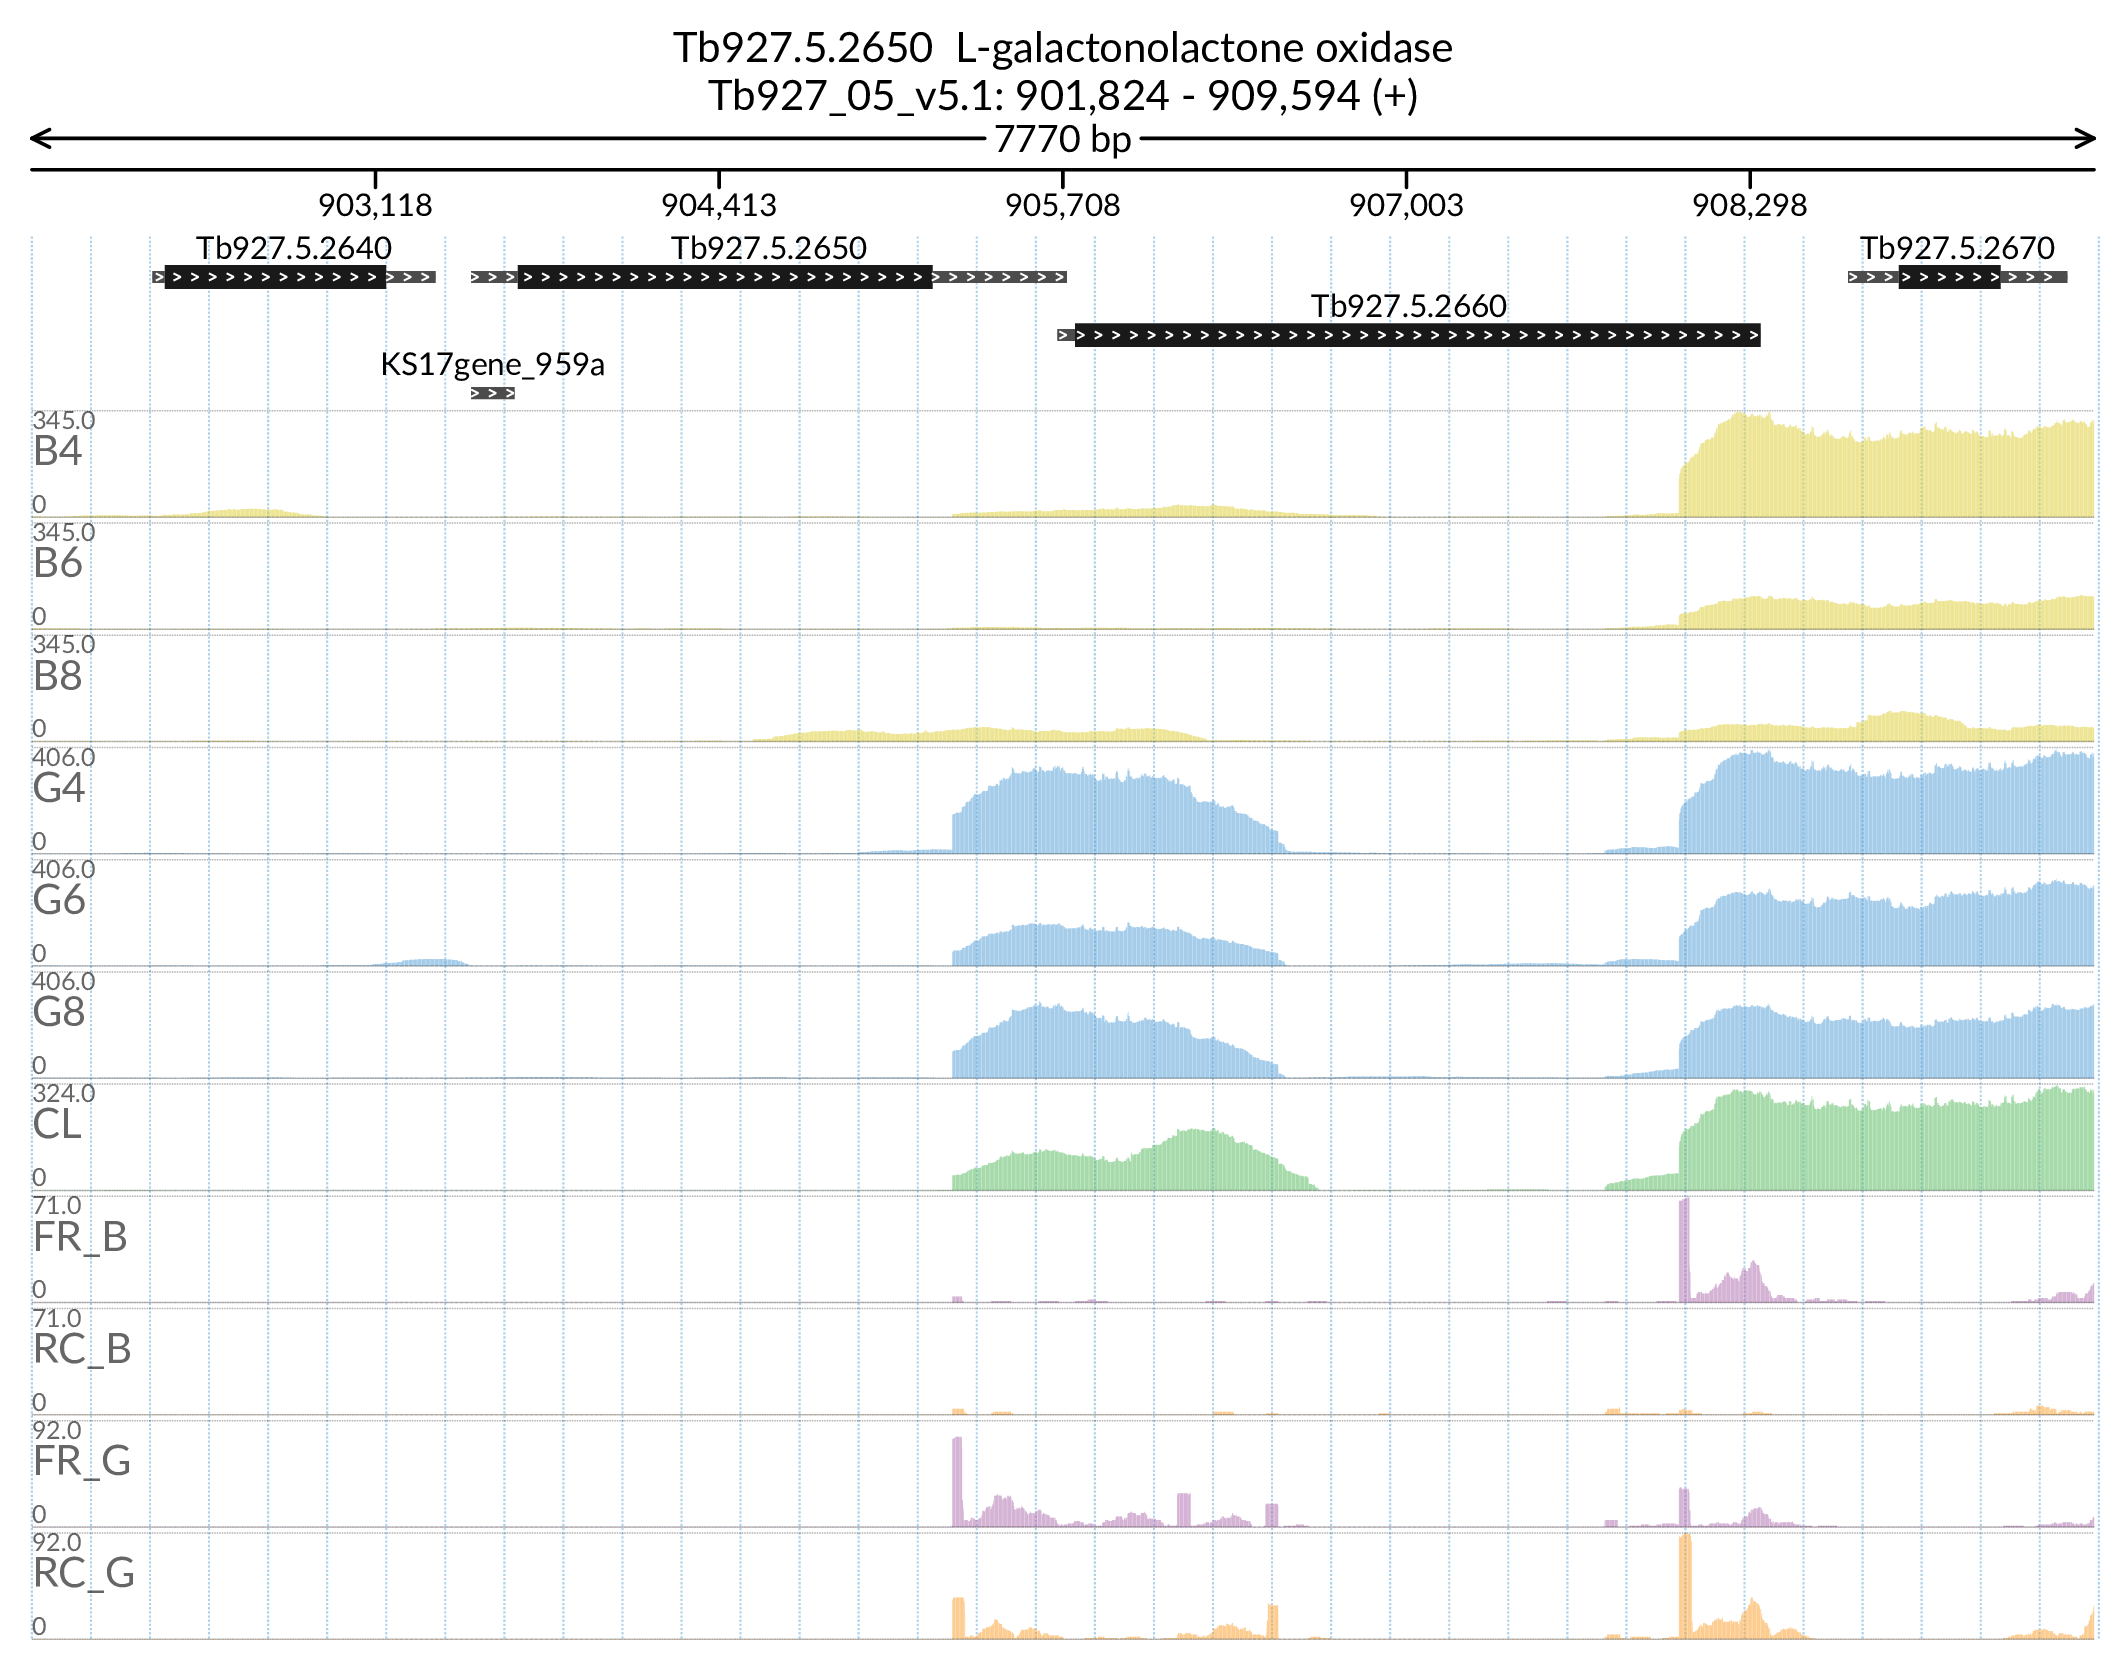 Tb927.5.2650  L-galactonolactone oxidase
Tb927_05_v5.1: 901,824 - 909,594 (+)
7770 bp
903,118 904,413 905,708 907,003 908,298
Tb927.5.2640 Tb927.5.2650 Tb927.5.2670
Tb927.5.2660
KS17gene_959a
345.0
B4
0
345.0
B6
0
345.0
B8
0
406.0
G4
0
406.0
G6
0
406.0
G8
0
324.0
CL
0
71.0
FR_B
0
71.0
RC_B
0
92.0
FR_G
0
92.0
RC_G
0